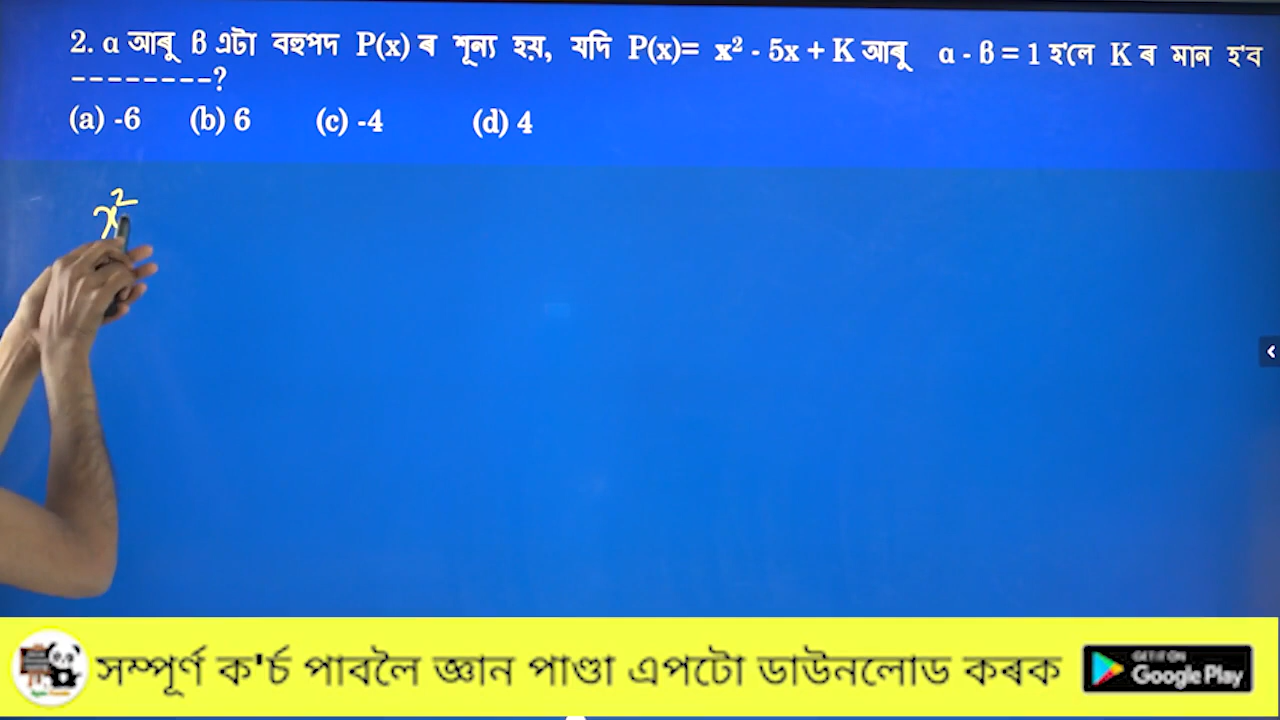 2. α আৰু β এটা বহুপদ P(x) ৰ শূন্য হয়, যদি P(x)= x² - 5x + K আৰু α - β = 1 হ'লে K ৰ মান হ'ব
--------?
(a) -6 (b) 6 (c) -4 (d) 4
x²
সম্পূৰ্ণ ক'ৰ্চ পাবলৈ জ্ঞান পাণ্ডা এপটো ডাউনলোড কৰক
GET IT ON
Google Play